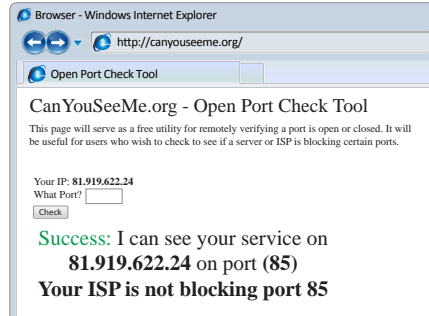 Browser - Windows Internet Explorer
http://canyouseeme.org/
Open Port Check Tool
CanYouSeeMe.org - Open Port Check Tool
This page will serve as a free utility for remotely verifying a port is open or closed. It will
be useful for users who wish to check to see if a server or ISP is blocking certain ports.
Your IP: 81.919.622.24
What Port?
Check
Success: I can see your service on
81.919.622.24 on port (85)
Your ISP is not blocking port 85